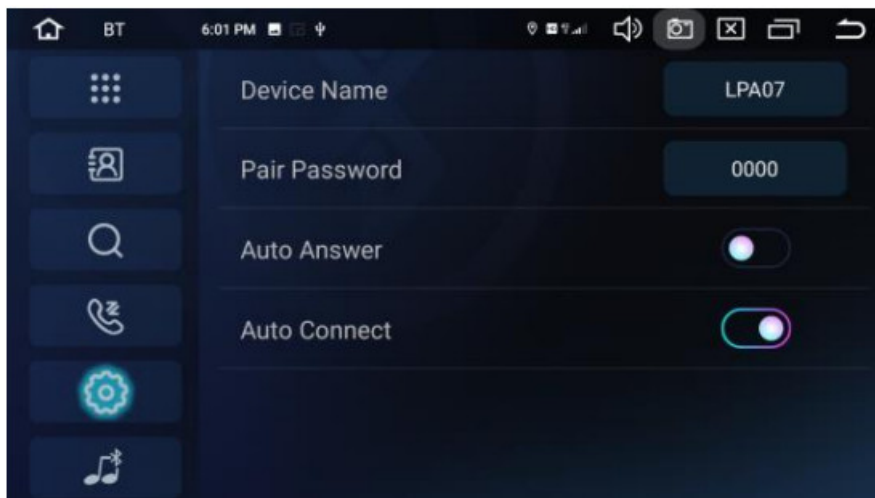 BT 6:01 PM
Device Name LPA07
Pair Password 0000
Auto Answer
Auto Connect